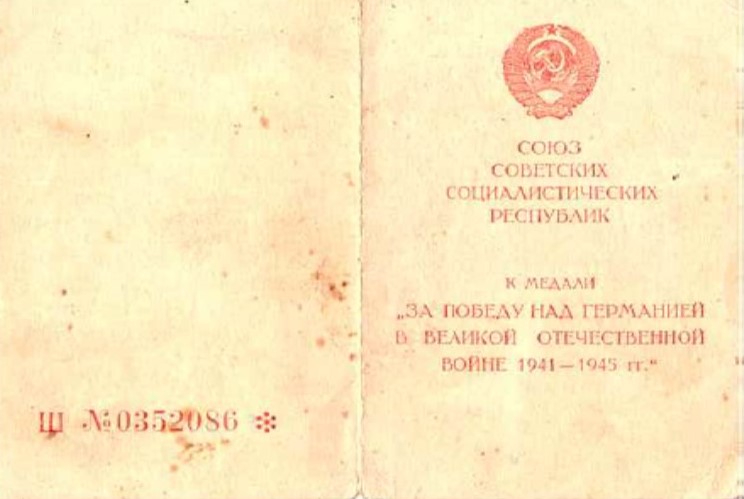 Ш №0352086
СОЮЗ
СОВЕТСКИХ
СОЦИАЛИСТИЧЕСКИХ
РЕСПУБЛИК
К МЕДАЛИ
„ЗА ПОБЕДУ НАД ГЕРМАНИЕЙ
В ВЕЛИКОЙ ОТЕЧЕСТВЕННОЙ
ВОЙНЕ 1941—1945 гг.“